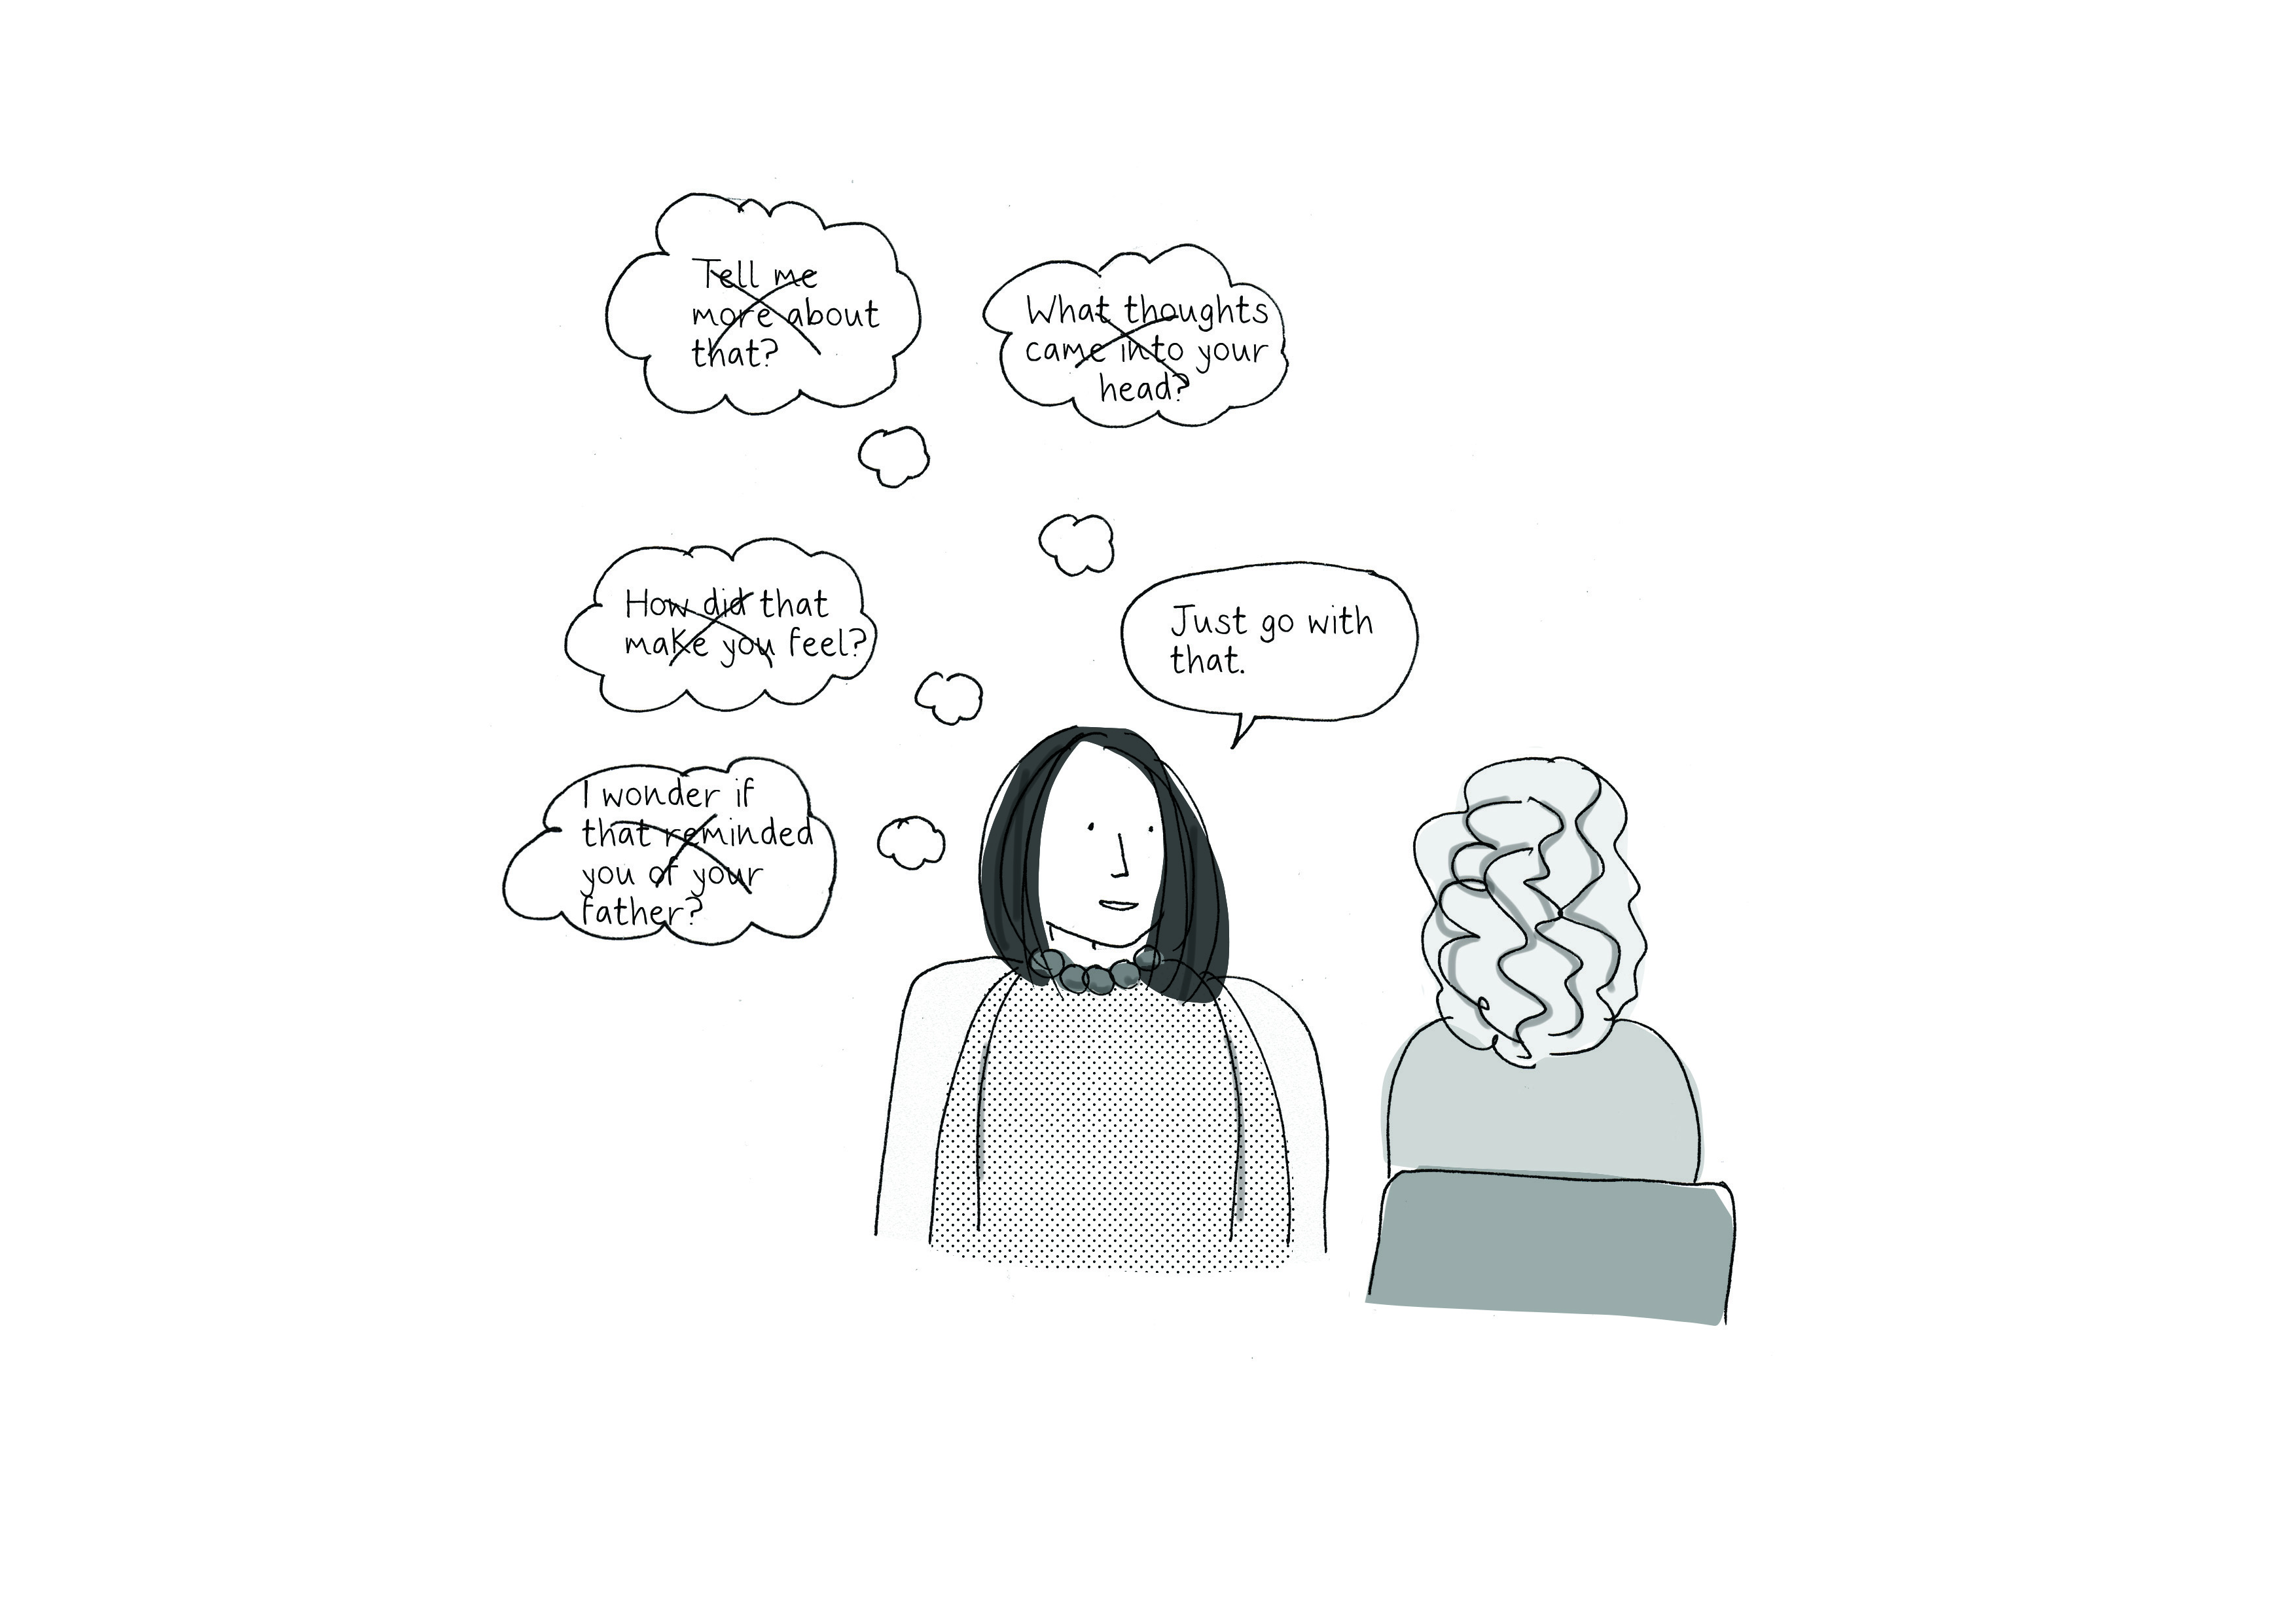 Tell me
more about
that?
What thoughts
came into your
head?
How did that
make you feel?
Just go with
that.
I wonder if
that reminded
you of your
father?